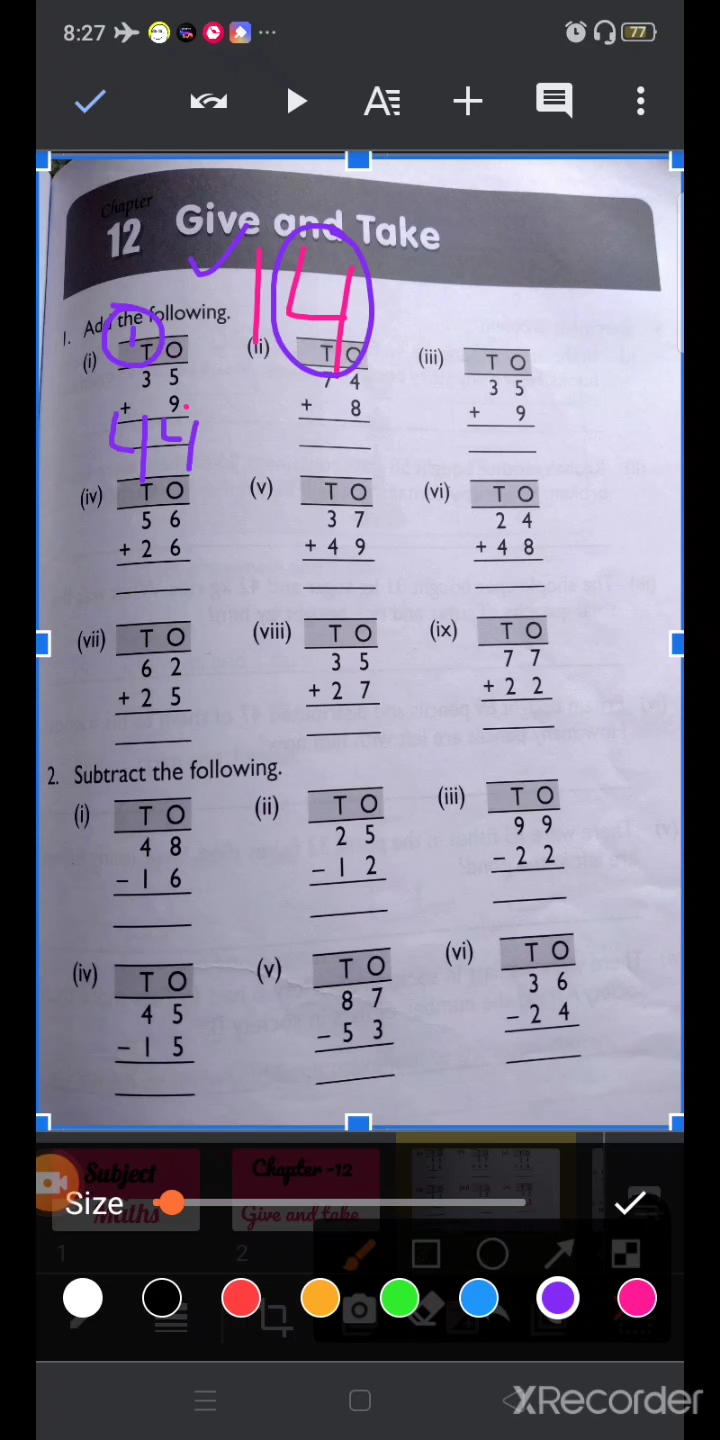 8:27 77
Chapter
12 Give and Take
14
1. Add the following.
1
(i) T O (ii) T O (iii) T O
3 5 7 4 3 5
+ 9 + 8 + 9
44
(iv) T O (v) T O (vi) T O
5 6 3 7 2 4
+ 2 6 + 4 9 + 4 8
(vii) T O (viii) T O (ix) T O
6 2 3 5 7 7
+ 2 5 + 2 7 + 2 2
2. Subtract the following.
(i) T O (ii) T O (iii) T O
4 8 2 5 9 9
- 1 6 - 1 2 - 2 2
(iv) T O (v) T O (vi) T O
4 5 8 7 3 6
- 1 5 - 5 3 - 2 4
Subject Chapter -12
Size
Maths Give and take
1 2
XRecorder